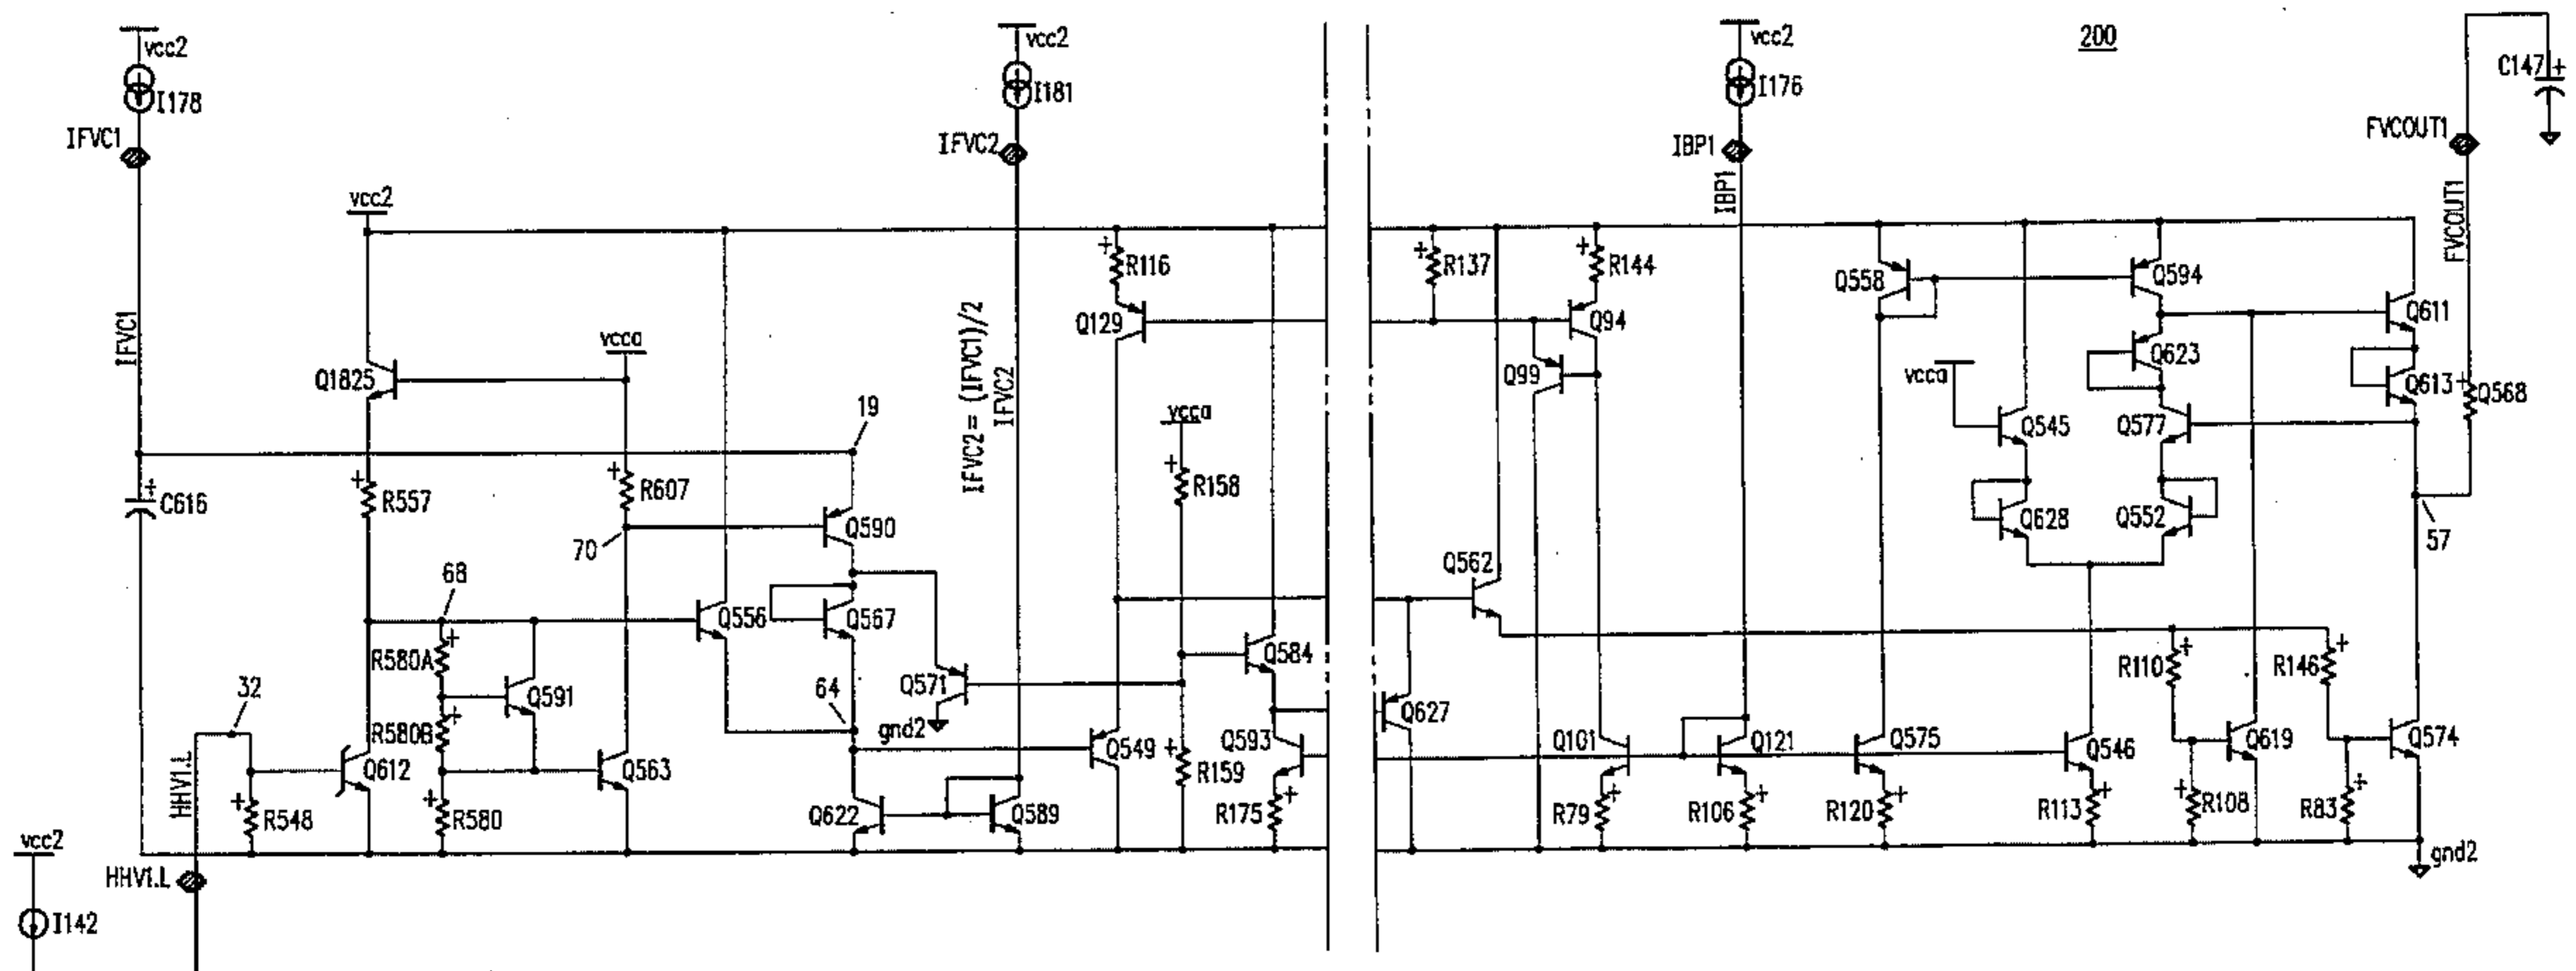 200
vcc2
I178
IFVC1
IFVC1
vcc2
I181
IFVC2
IFVC2 = (IFVC1)/2
IFVC2
vcc2
I176
IBP1
IBP1
C147 +
FVCOUT1
FVCOUT1
vcc2
+ R116
+ R137
+ R144
Q558
Q594
Q611
Q129
Q94
Q1825
vcca
Q99
Q623
vcca
Q613
+ Q568
19
vcca
Q545
Q577
+ C616
+ R557
+ R607
+ R158
70
Q590
Q628
Q552
57
68
Q556
Q567
Q562
R580A +
Q591
Q571
Q584
R110 +
R146 +
32
R580B +
64
gnd2
Q627
HHV1.L
+ R548
Q612
Q563
+ R580
Q622
Q589
Q549
+ R159
Q593
R175 +
Q101
Q121
Q575
Q546
Q619
Q574
R79 +
R106 +
R120 +
R113 +
+ R108
R83 +
gnd2
vcc2
HHV1.L
I142